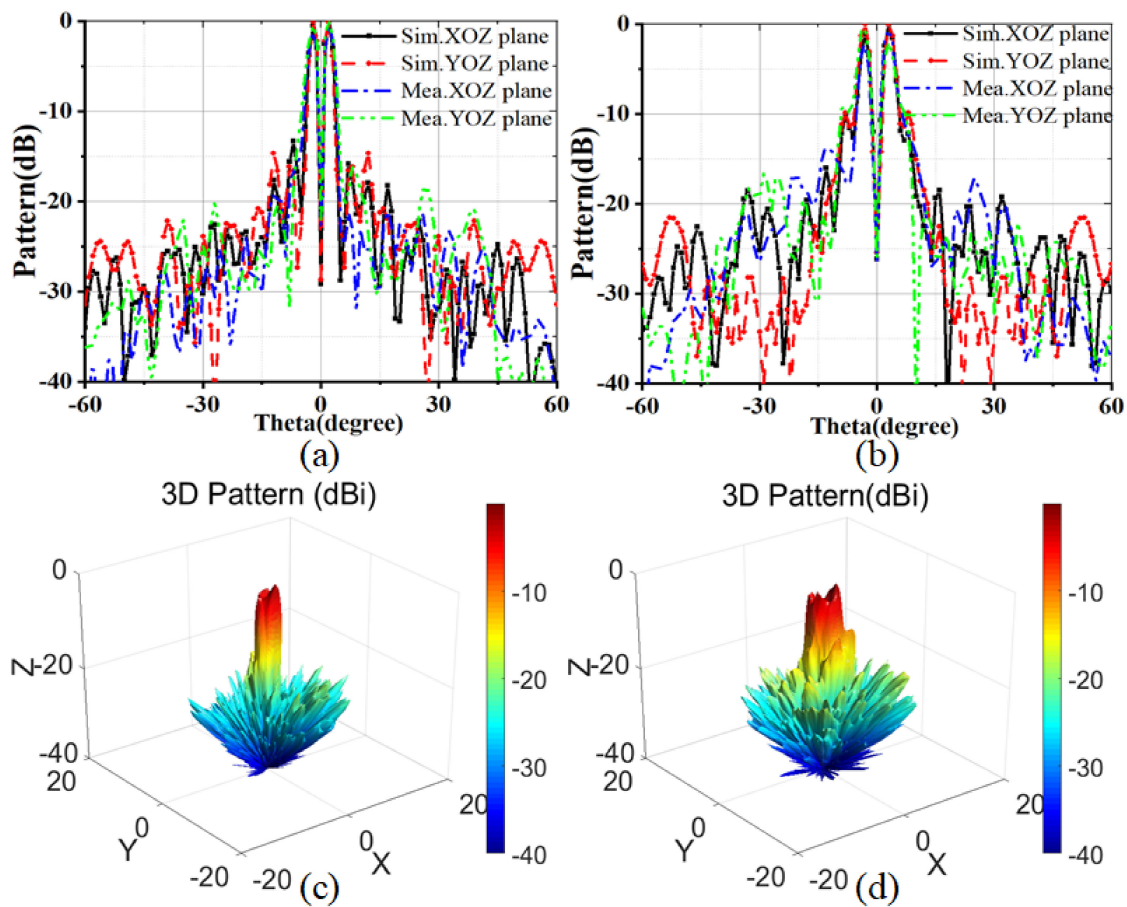 0
-10
-20
-30
-40
Pattern(dB)
Sim.XOZ plane
Sim.YOZ plane
Mea.XOZ plane
Mea.YOZ plane
-60
-30
0
30
60
Theta(degree)
(a)
0
-10
-20
-30
-40
Pattern(dB)
Sim.XOZ plane
Sim.YOZ plane
Mea.XOZ plane
Mea.YOZ plane
-60
-30
0
30
60
Theta(degree)
(b)
3D Pattern (dBi)
0
-20
-40
Z
20
0
-20
Y
-20
0
20
X
-10
-20
-30
-40
(c)
3D Pattern(dBi)
0
-20
-40
Z
20
0
-20
Y
-20
0
20
X
-10
-20
-30
-40
(d)